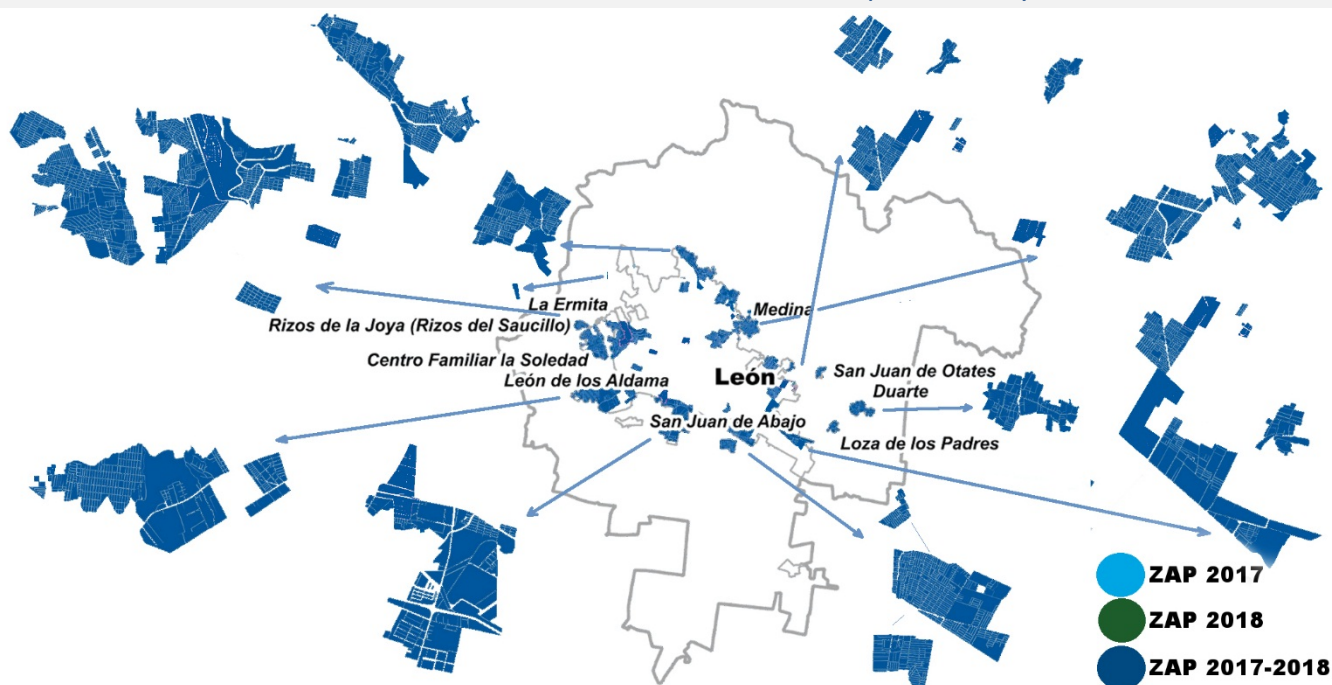 La Ermita
Medina
Rizos de la Joya (Rizos del Saucillo)
Centro Familiar la Soledad
León
San Juan de Otates
León de los Aldama
Duarte
San Juan de Abajo
Loza de los Padres
ZAP 2017
ZAP 2018
ZAP 2017-2018